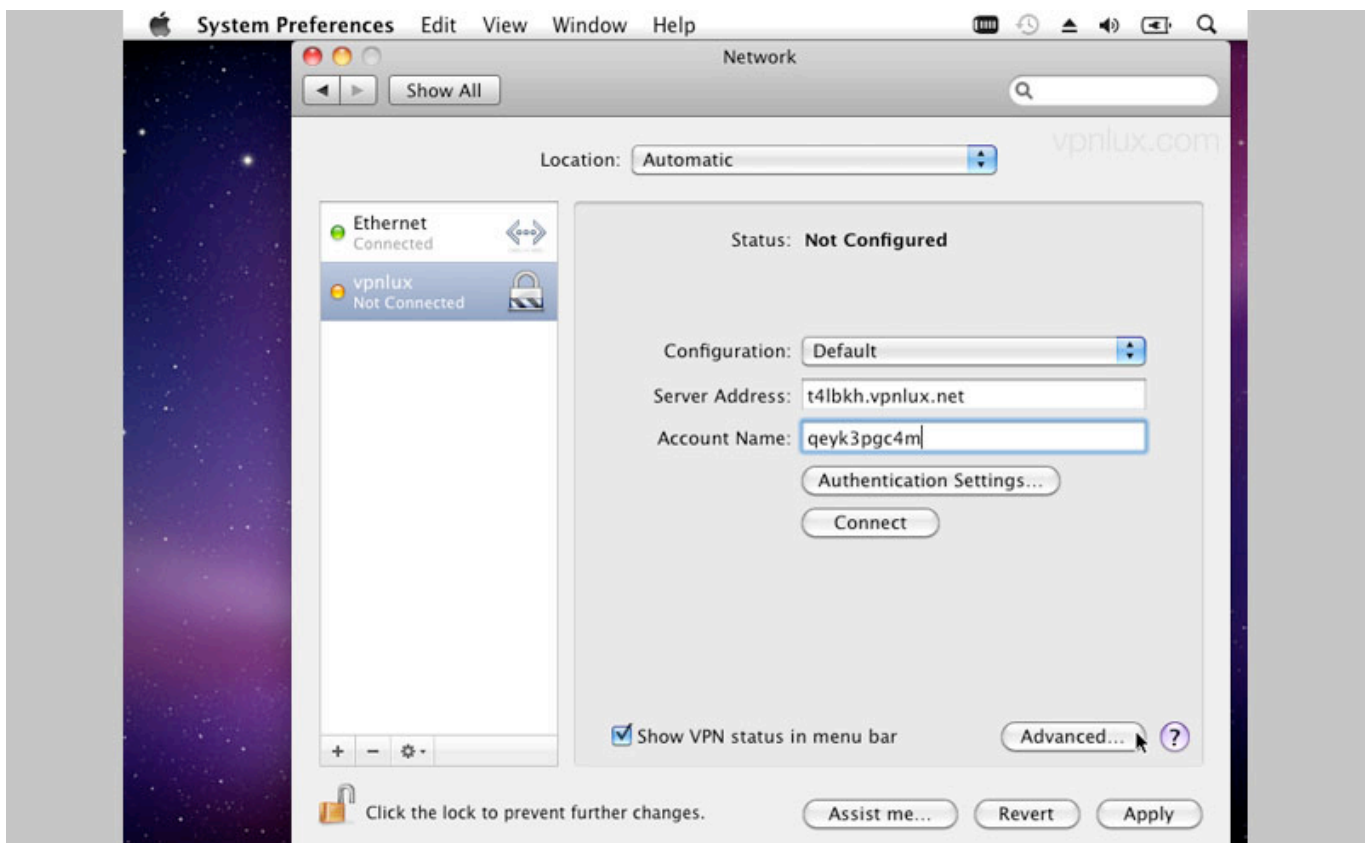 System Preferences Edit View Window Help
Network
Show All
vpnlux.com
Location: Automatic
Ethernet
Connected
vpnlux
Not Connected
Status: Not Configured
Configuration: Default
Server Address: t4lbkh.vpnlux.net
Account Name: qeyk3pgc4m
Authentication Settings...
Connect
Show VPN status in menu bar
Advanced... ?
Click the lock to prevent further changes.
Assist me... Revert Apply